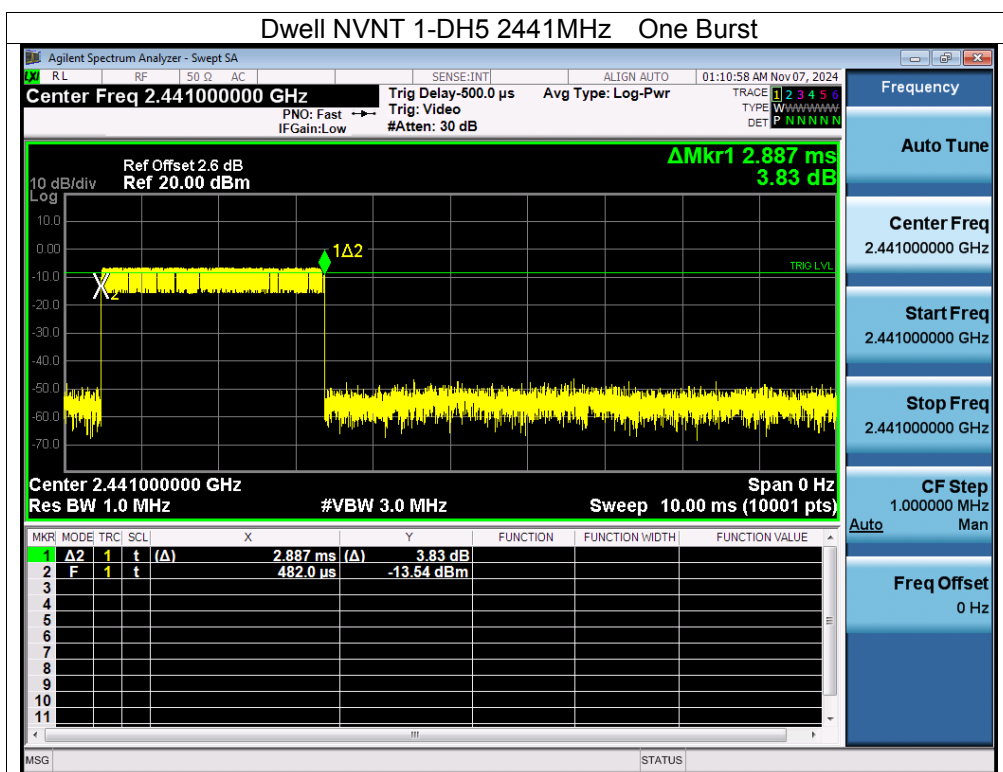 Dwell NVNT 1-DH5 2441MHz One Burst
Agilent Spectrum Analyzer - Swept SA
LXI RL RF 50 Ω AC SENSE:INT ALIGN AUTO 01:10:58 AM Nov 07, 2024
Center Freq 2.441000000 GHz Trig Delay-500.0 µs Avg Type: Log-Pwr TRACE 1 2 3 4 5 6
PNO: Fast Trig: Video TYPE WWWWWW
IFGain:Low #Atten: 30 dB DET P NNNNN
ΔMkr1 2.887 ms
3.83 dB
Ref Offset 2.6 dB
10 dB/div Ref 20.00 dBm
Log
10.0
0.00
-10.0
-20.0
-30.0
-40.0
-50.0
-60.0
-70.0
1Δ2
TRIG LVL
X2
Center 2.441000000 GHz Span 0 Hz
Res BW 1.0 MHz #VBW 3.0 MHz Sweep 10.00 ms (10001 pts)
MKR MODE TRC SCL X Y FUNCTION FUNCTION WIDTH FUNCTION VALUE
1 Δ2 1 t (Δ) 2.887 ms (Δ) 3.83 dB
2 F 1 t 482.0 µs -13.54 dBm
3
4
5
6
7
8
9
10
11
MSG STATUS
Frequency
Auto Tune
Center Freq
2.441000000 GHz
Start Freq
2.441000000 GHz
Stop Freq
2.441000000 GHz
CF Step
1.000000 MHz
Auto Man
Freq Offset
0 Hz